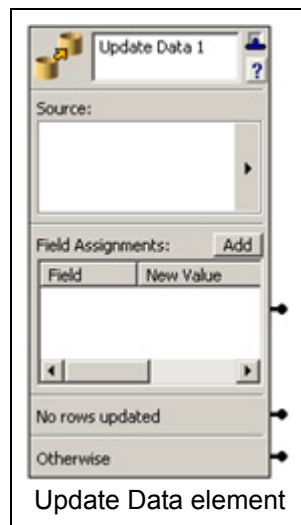 Update Data 1
?
Source:
Field Assignments: Add
Field New Value
No rows updated
Otherwise
Update Data element